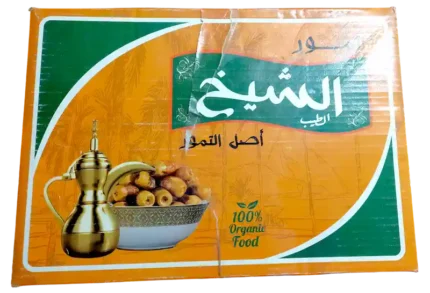 الشيخ
الطيب
أصل التمور
100%
Organic
Food